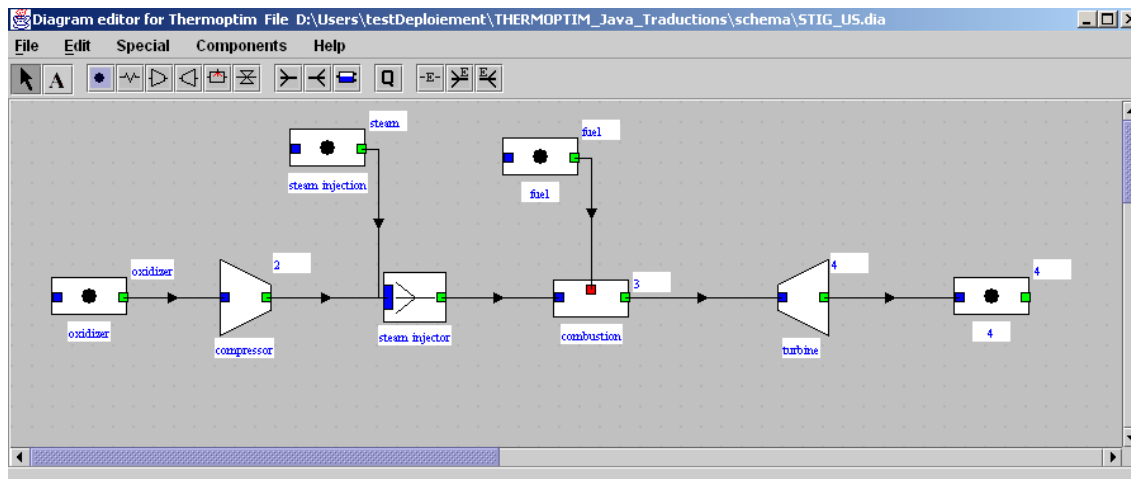 Diagram editor for Thermoptim File D:\Users\testDeploiement\THERMOPTIM_Java_Traductions\schema\STIG_US.dia
File Edit Special Components Help
A Q -E- E E
steam
fuel
steam injection
fuel
oxidizer
2
3
4
4
oxidizer
compressor
steam injector
combustion
turbine
4